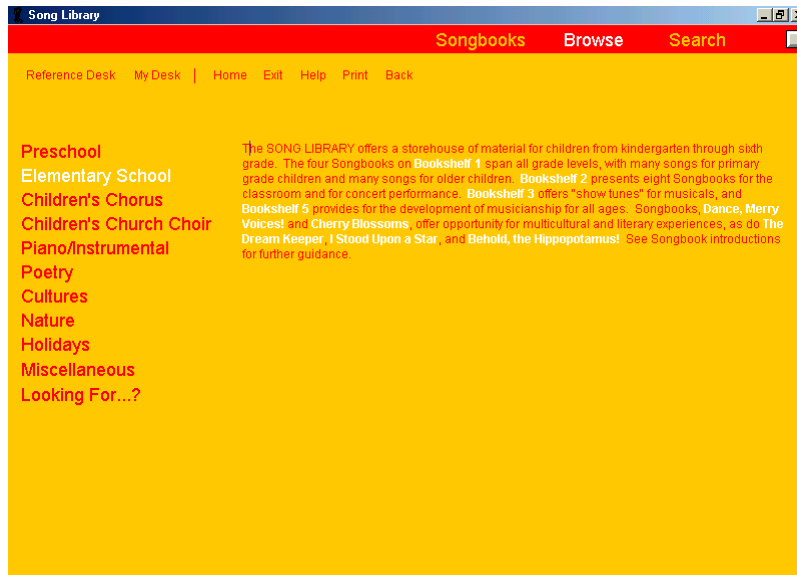 Song Library
Songbooks Browse Search
Reference Desk My Desk | Home Exit Help Print Back
Preschool
Elementary School
Children's Chorus
Children's Church Choir
Piano/Instrumental
Poetry
Cultures
Nature
Holidays
Miscellaneous
Looking For...?
The SONG LIBRARY offers a storehouse of material for children from kindergarten through sixth
grade. The four Songbooks on Bookshelf 1 span all grade levels, with many songs for primary
grade children and many songs for older children. Bookshelf 2 presents eight Songbooks for the
classroom and for concert performance. Bookshelf 3 offers "show tunes" for musicals, and
Bookshelf 5 provides for the development of musicianship for all ages. Songbooks, Dance, Merry
Voices! and Cherry Blossoms, offer opportunity for multicultural and literary experiences, as do The
Dream Keeper, I Stood Upon a Star, and Behold, the Hippopotamus! See Songbook introductions
for further guidance.